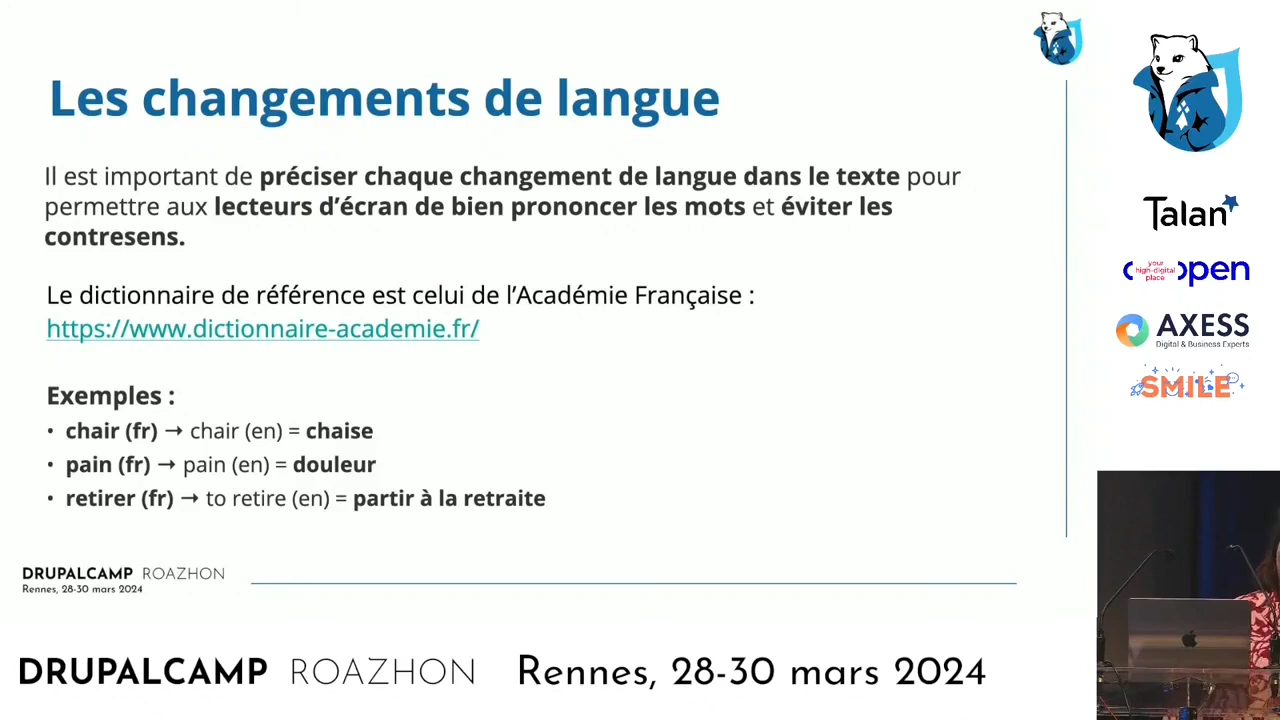 Les changements de langue
Il est important de préciser chaque changement de langue dans le texte pour
permettre aux lecteurs d’écran de bien prononcer les mots et éviter les
contresens.
Le dictionnaire de référence est celui de l’Académie Française :
https://www.dictionnaire-academie.fr/
Exemples :
• chair (fr) → chair (en) = chaise
• pain (fr) → pain (en) = douleur
• retirer (fr) → to retire (en) = partir à la retraite
DRUPALCAMP ROAZHON
Rennes, 28-30 mars 2024
Talan
your
high-digital
place
open
AXESS
Digital & Business Experts
SMILE
DRUPALCAMP ROAZHON Rennes, 28-30 mars 2024